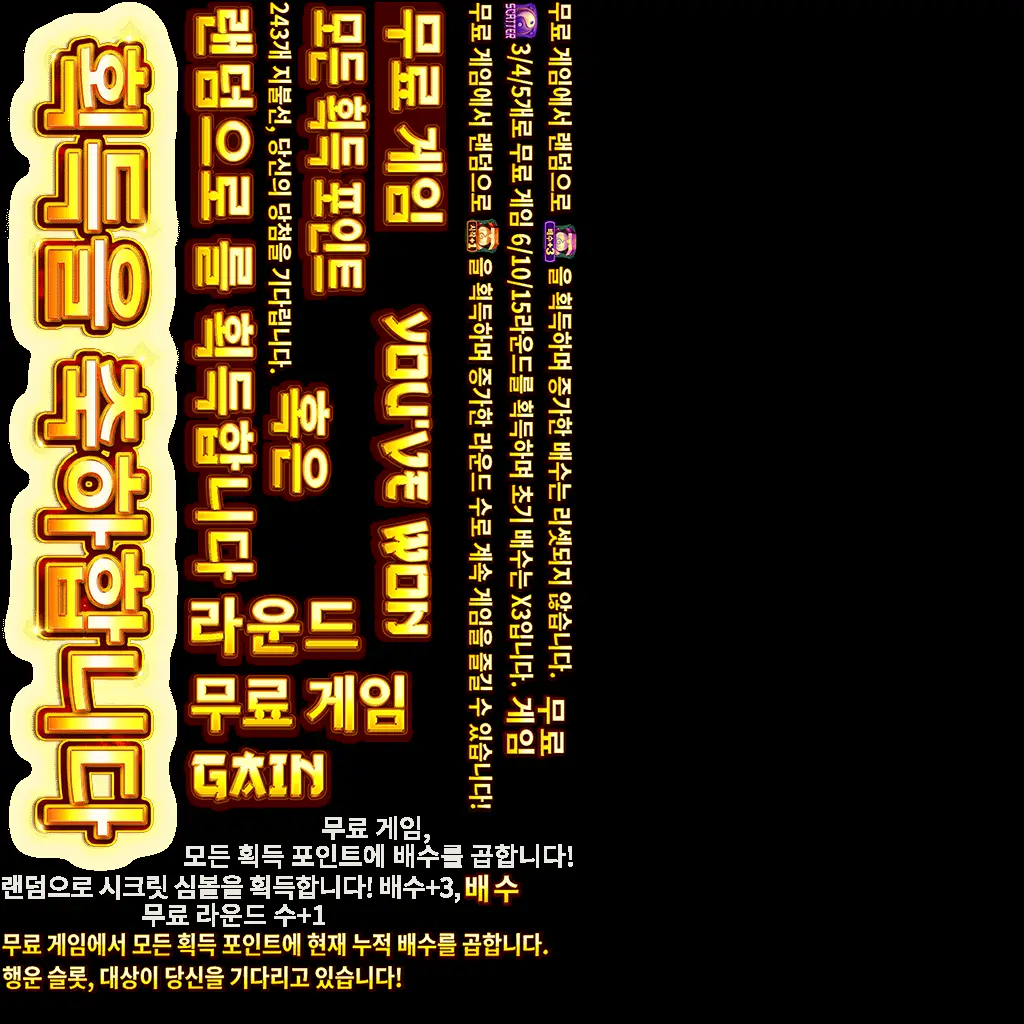 획득을 축하합니다
랜덤으로 를 획득합니다
243개 지불선, 당신의 당첨을 기다립니다.
모든 획득 포인트
혹은
무료 게임
YOU'VE WON
무료 게임에서 랜덤으로 시작+1 을 획득하며 증가한 라운드 수로 계속 게임을 즐길 수 있습니다!
SCATTER 3/4/5개로 무료 게임 6/10/15라운드를 획득하며 초기 배수는 X3입니다.
무료 게임에서 랜덤으로 배수+3 을 획득하며 증가한 배수는 리셋되지 않습니다.
무료
게임
라운드
무료 게임
GAIN
무료 게임,
모든 획득 포인트에 배수를 곱합니다!
랜덤으로 시크릿 심볼을 획득합니다! 배수+3,
배수
무료 라운드 수+1
무료 게임에서 모든 획득 포인트에 현재 누적 배수를 곱합니다.
행운 슬롯, 대상이 당신을 기다리고 있습니다!